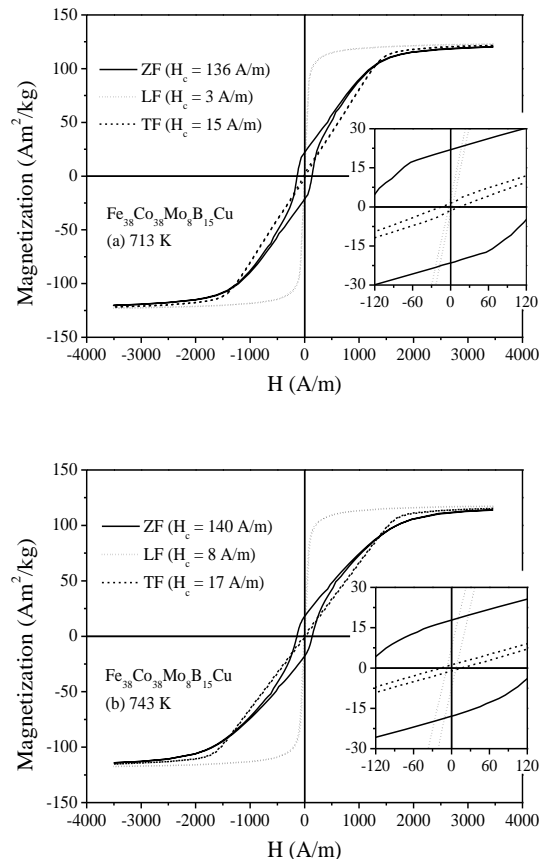 150
100
50
0
-50
-100
-150
Magnetization (Am²/kg)
ZF (H_c = 136 A/m)
LF (H_c = 3 A/m)
TF (H_c = 15 A/m)
Fe₃₈Co₃₈Mo₈B₁₅Cu
(a) 713 K
30
15
0
-15
-30
-120 -60 0 60 120
-4000 -3000 -2000 -1000 0 1000 2000 3000 4000
H (A/m)
150
100
50
0
-50
-100
-150
Magnetization (Am²/kg)
ZF (H_c = 140 A/m)
LF (H_c = 8 A/m)
TF (H_c = 17 A/m)
Fe₃₈Co₃₈Mo₈B₁₅Cu
(b) 743 K
30
15
0
-15
-30
-120 -60 0 60 120
-4000 -3000 -2000 -1000 0 1000 2000 3000 4000
H (A/m)